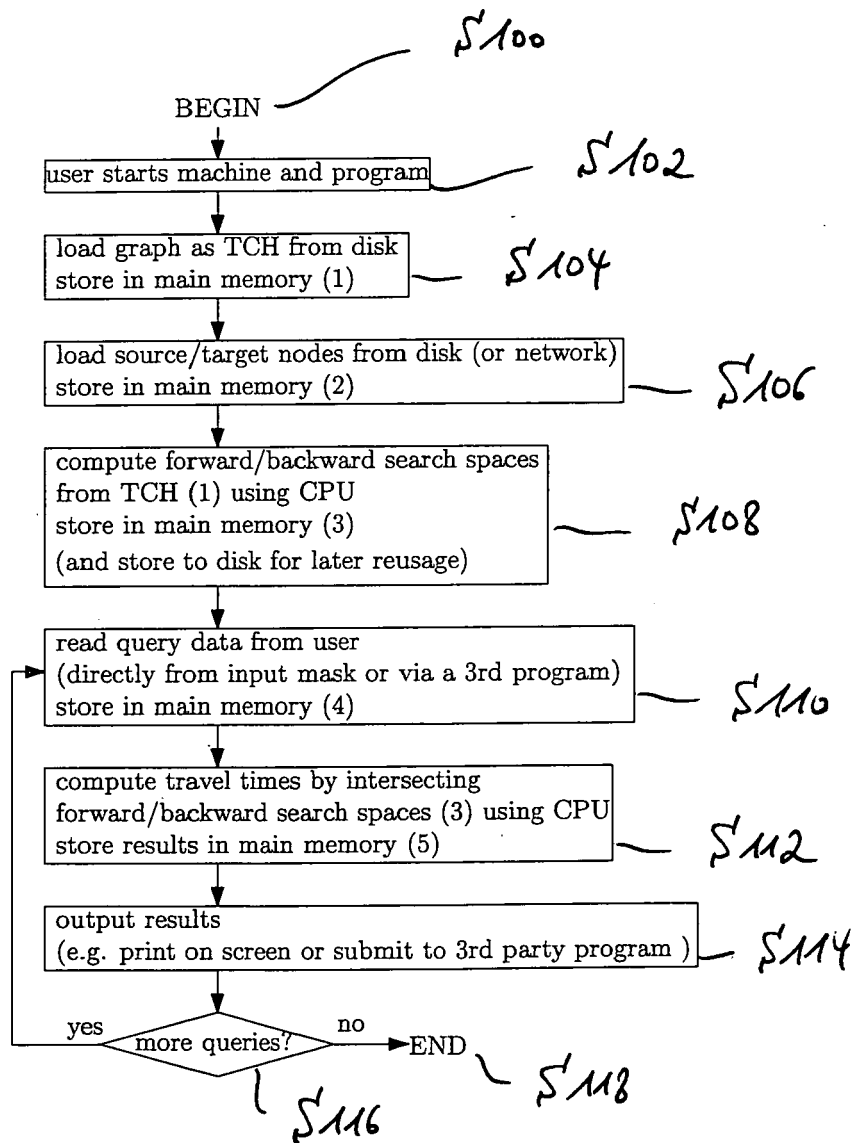 S100
BEGIN
user starts machine and program
S102
load graph as TCH from disk
store in main memory (1)
S104
load source/target nodes from disk (or network)
store in main memory (2)
S106
compute forward/backward search spaces
from TCH (1) using CPU
store in main memory (3)
(and store to disk for later reusage)
S108
read query data from user
(directly from input mask or via a 3rd program)
store in main memory (4)
S110
compute travel times by intersecting
forward/backward search spaces (3) using CPU
store results in main memory (5)
S112
output results
(e.g. print on screen or submit to 3rd party program )
S114
yes
more queries?
no
END
S116
S118